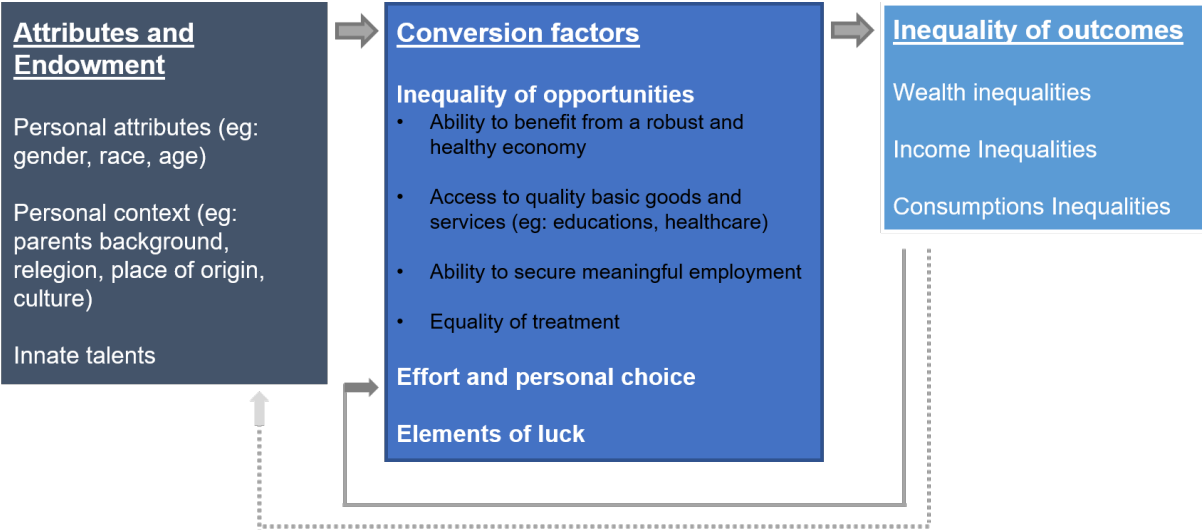 Attributes and
Endowment
Personal attributes (eg:
gender, race, age)
Personal context (eg:
parents background,
relegion, place of origin,
culture)
Innate talents
Conversion factors
Inequality of opportunities
• Ability to benefit from a robust and
healthy economy
• Access to quality basic goods and
services (eg: educations, healthcare)
• Ability to secure meaningful employment
• Equality of treatment
Effort and personal choice
Elements of luck
Inequality of outcomes
Wealth inequalities
Income Inequalities
Consumptions Inequalities